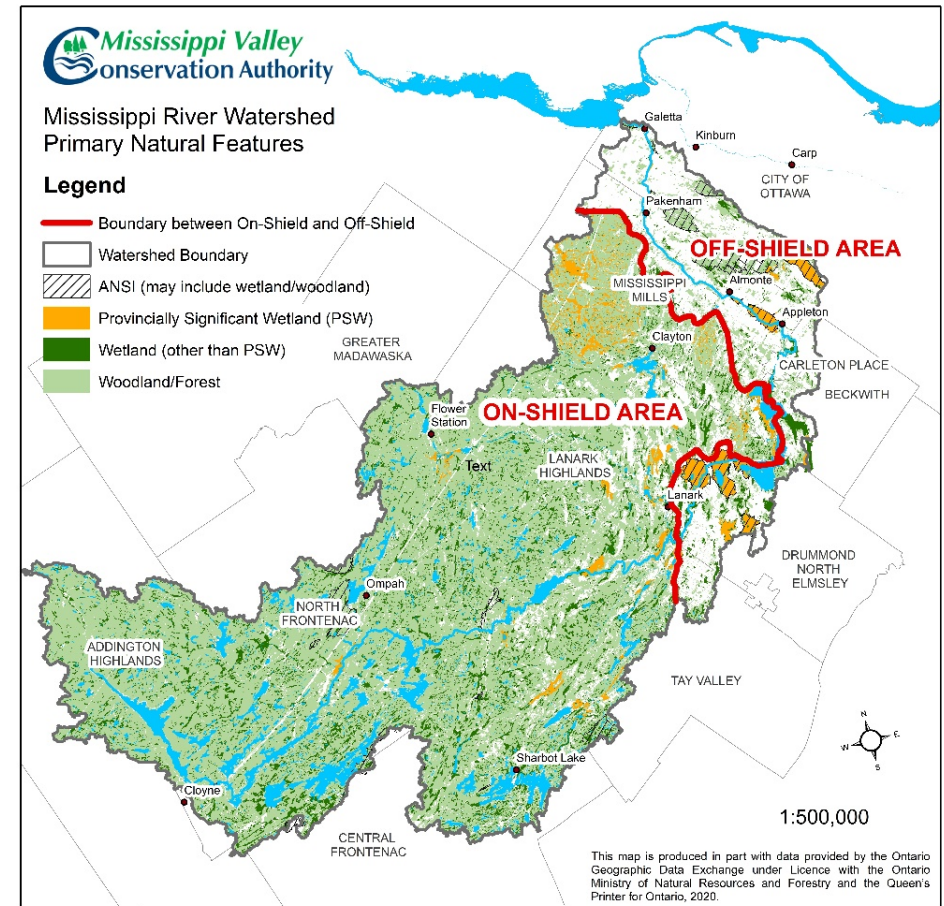 Mississippi Valley
Conservation Authority
Mississippi River Watershed
Primary Natural Features
Legend
Boundary between On-Shield and Off-Shield
Watershed Boundary
ANSI (may include wetland/woodland)
Provincially Significant Wetland (PSW)
Wetland (other than PSW)
Woodland/Forest
Galetta
Kinburn
Carp
CITY OF
OTTAWA
Pakenham
OFF-SHIELD AREA
MISSISSIPPI
MILLS
Almonte
Appleton
GREATER
MADAWASKA
Clayton
CARLETON PLACE
BECKWITH
Flower
Station
ON-SHIELD AREA
Text
LANARK
HIGHLANDS
Lanark
DRUMMOND
NORTH
ELMSLEY
Ompah
NORTH
FRONTENAC
ADDINGTON
HIGHLANDS
TAY VALLEY
Sharbot Lake
Cloyne
CENTRAL
FRONTENAC
N
W E
S
1:500,000
This map is produced in part with data provided by the Ontario
Geographic Data Exchange under Licence with the Ontario
Ministry of Natural Resources and Forestry and the Queen's
Printer for Ontario, 2020.